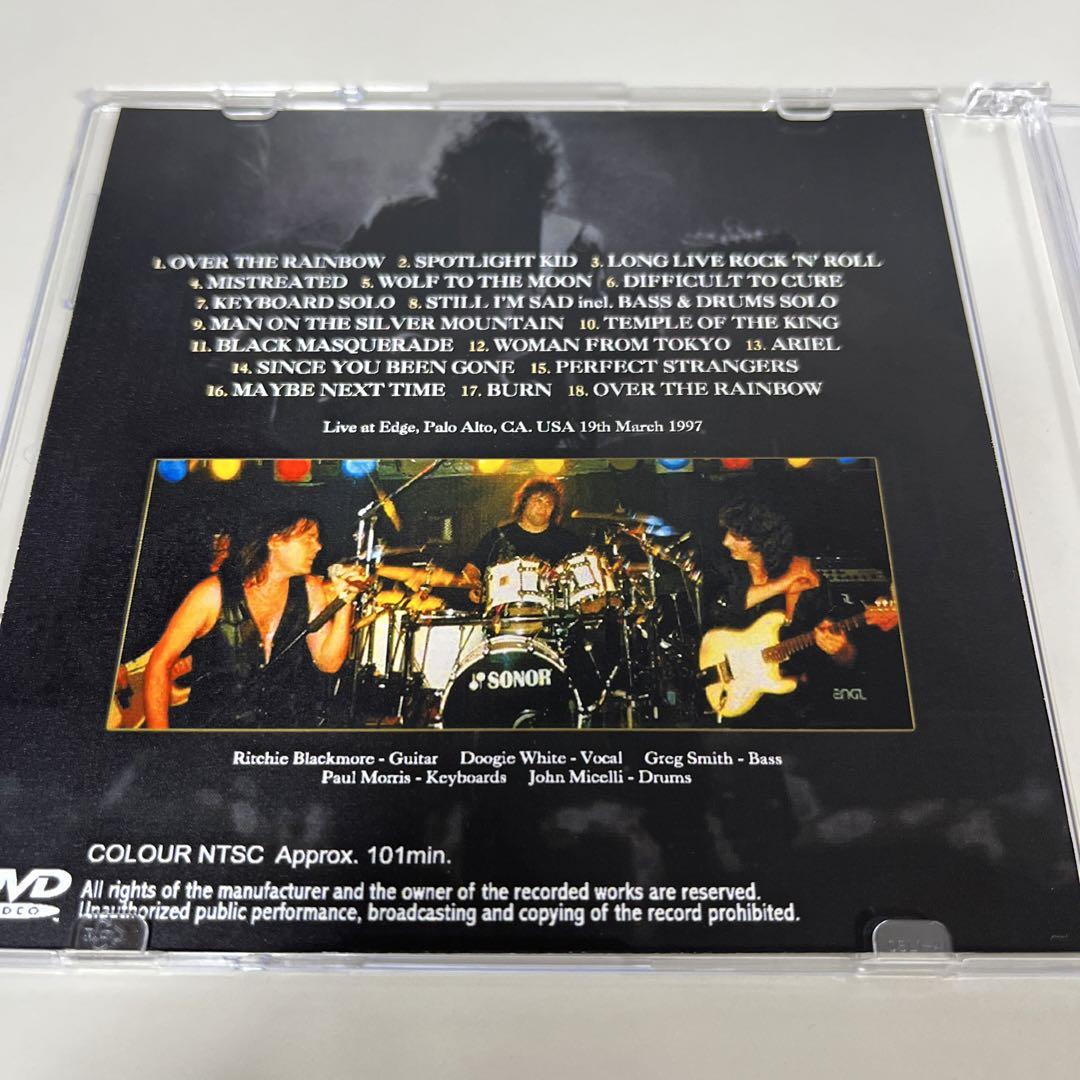 1. OVER THE RAINBOW 2. SPOTLIGHT KID 3. LONG LIVE ROCK 'N' ROLL
4. MISTREATED 5. WOLF TO THE MOON 6. DIFFICULT TO CURE
7. KEYBOARD SOLO 8. STILL I'M SAD incl. BASS & DRUMS SOLO
9. MAN ON THE SILVER MOUNTAIN 10. TEMPLE OF THE KING
11. BLACK MASQUERADE 12. WOMAN FROM TOKYO 13. ARIEL
14. SINCE YOU BEEN GONE 15. PERFECT STRANGERS
16. MAYBE NEXT TIME 17. BURN 18. OVER THE RAINBOW
Live at Edge, Palo Alto, CA. USA 19th March 1997
SONOR
ENGL
Ritchie Blackmore - Guitar Doogie White - Vocal Greg Smith - Bass
Paul Morris - Keyboards John Micelli - Drums
COLOUR NTSC Approx. 101min.
All rights of the manufacturer and the owner of the recorded works are reserved.
Unauthorized public performance, broadcasting and copying of the record prohibited.